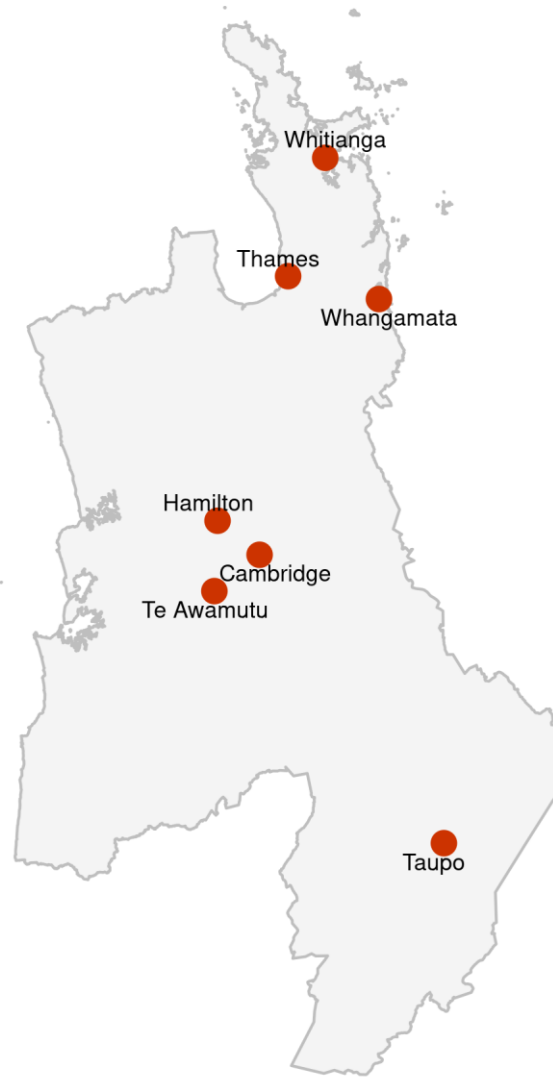 Whitianga
Thames
Whangamata
Hamilton
Cambridge
Te Awamutu
Taupo